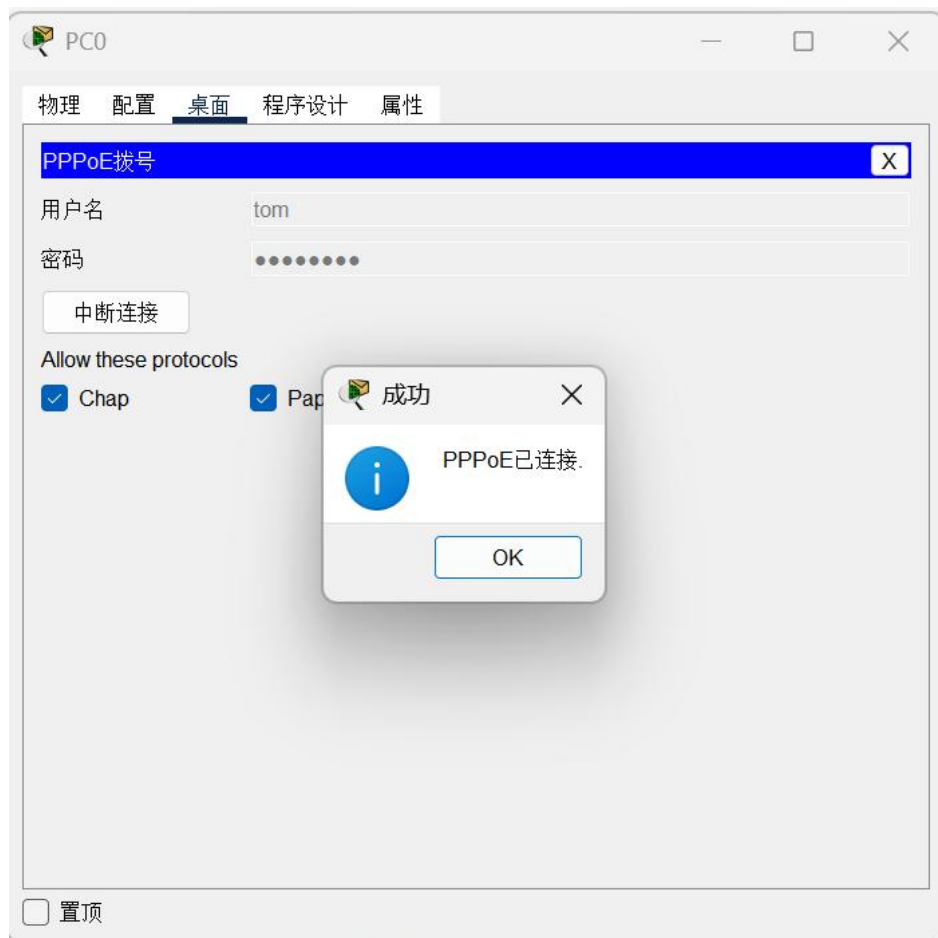 PC0
物理 配置 桌面 程序设计 属性
PPPoE拨号 X
用户名 tom
密码 ●●●●●●●●
中断连接
Allow these protocols
Chap Pap
成功
PPPoE已连接.
OK
置顶